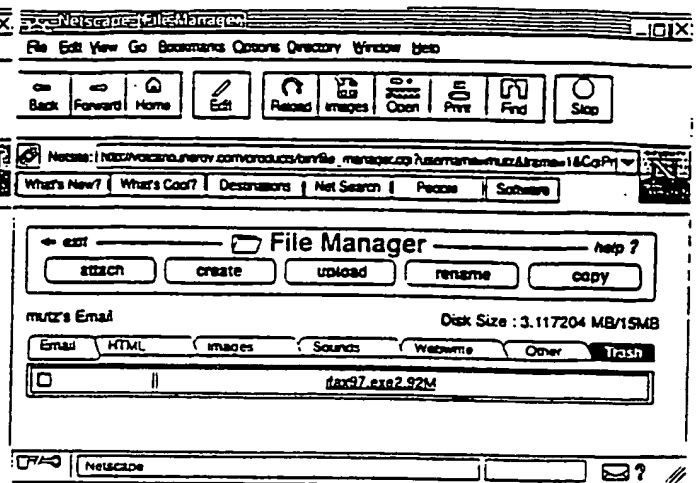 Netscape - [File Manager]
File Edit View Go Bookmarks Options Directory Window Help
Back Forward Home Edit Reload Images Open Print Find Stop
What's New? What's Cool? Destinations Net Search People Software
exit File Manager help ?
attach create upload rename copy
mutz's Email Disk Size : 3.117204 MB/15MB
Email HTML Images Sounds Webwrite Other Trash
Netscape ?